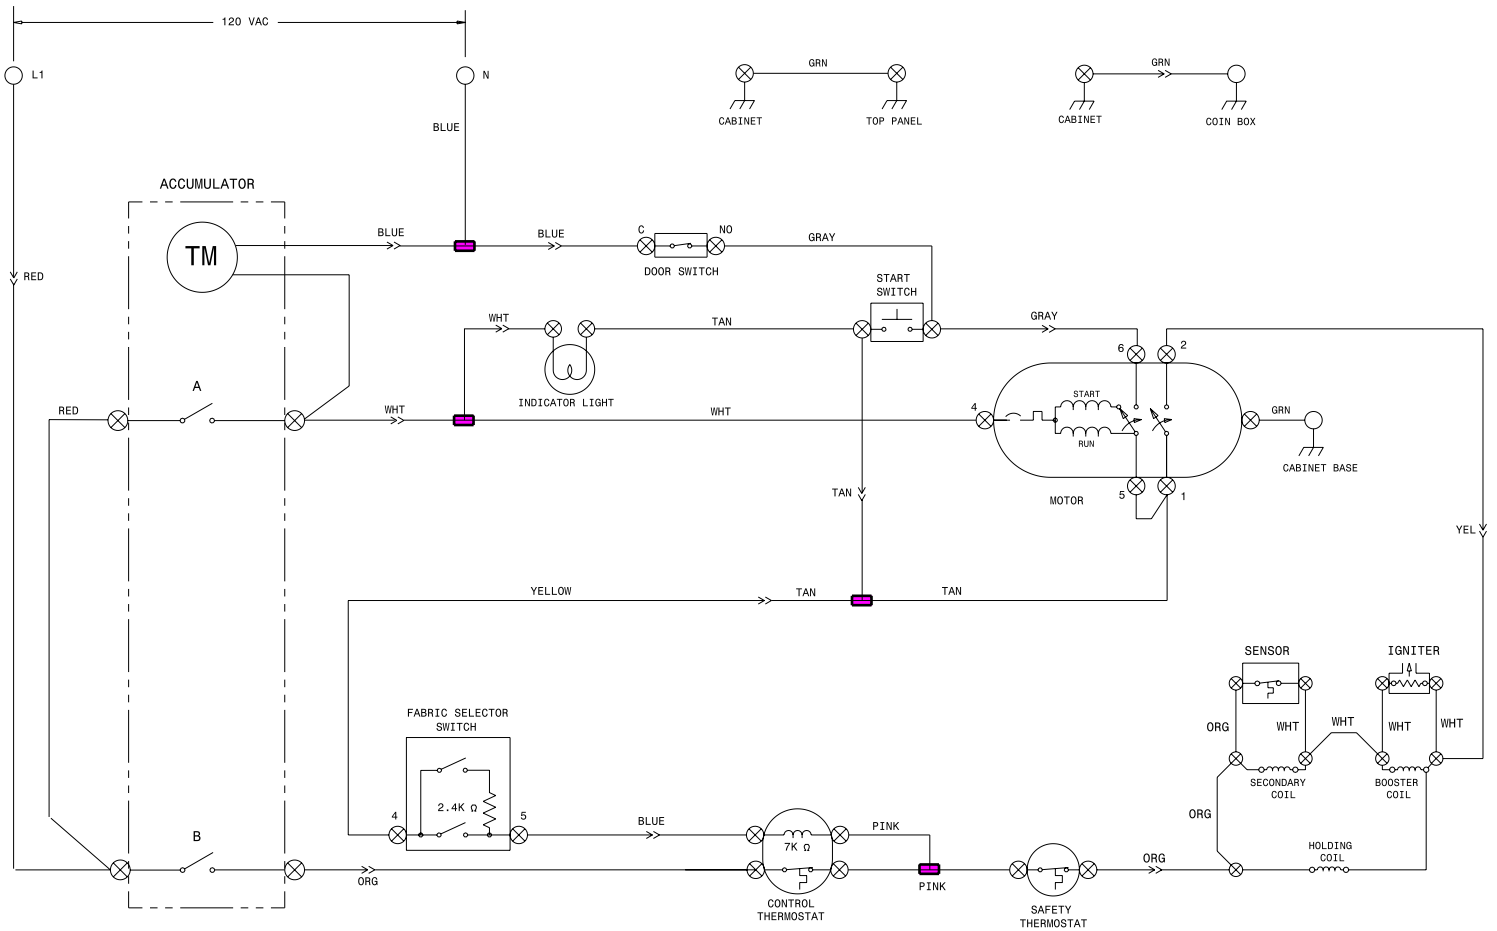 120 VAC
L1
N
GRN
GRN
CABINET
TOP PANEL
CABINET
COIN BOX
BLUE
ACCUMULATOR
BLUE
BLUE
C
NO
GRAY
TM
DOOR SWITCH
RED
START
SWITCH
WHT
TAN
GRAY
6
2
A
INDICATOR LIGHT
START
RED
WHT
WHT
4
GRN
RUN
CABINET BASE
TAN
MOTOR
5
1
YEL
YELLOW
TAN
TAN
SENSOR
IGNITER
FABRIC SELECTOR
SWITCH
ORG
WHT
WHT
WHT
WHT
SECONDARY
COIL
BOOSTER
COIL
2.4K Ω
4
5
ORG
BLUE
PINK
B
7K Ω
HOLDING
COIL
ORG
ORG
PINK
CONTROL
THERMOSTAT
SAFETY
THERMOSTAT